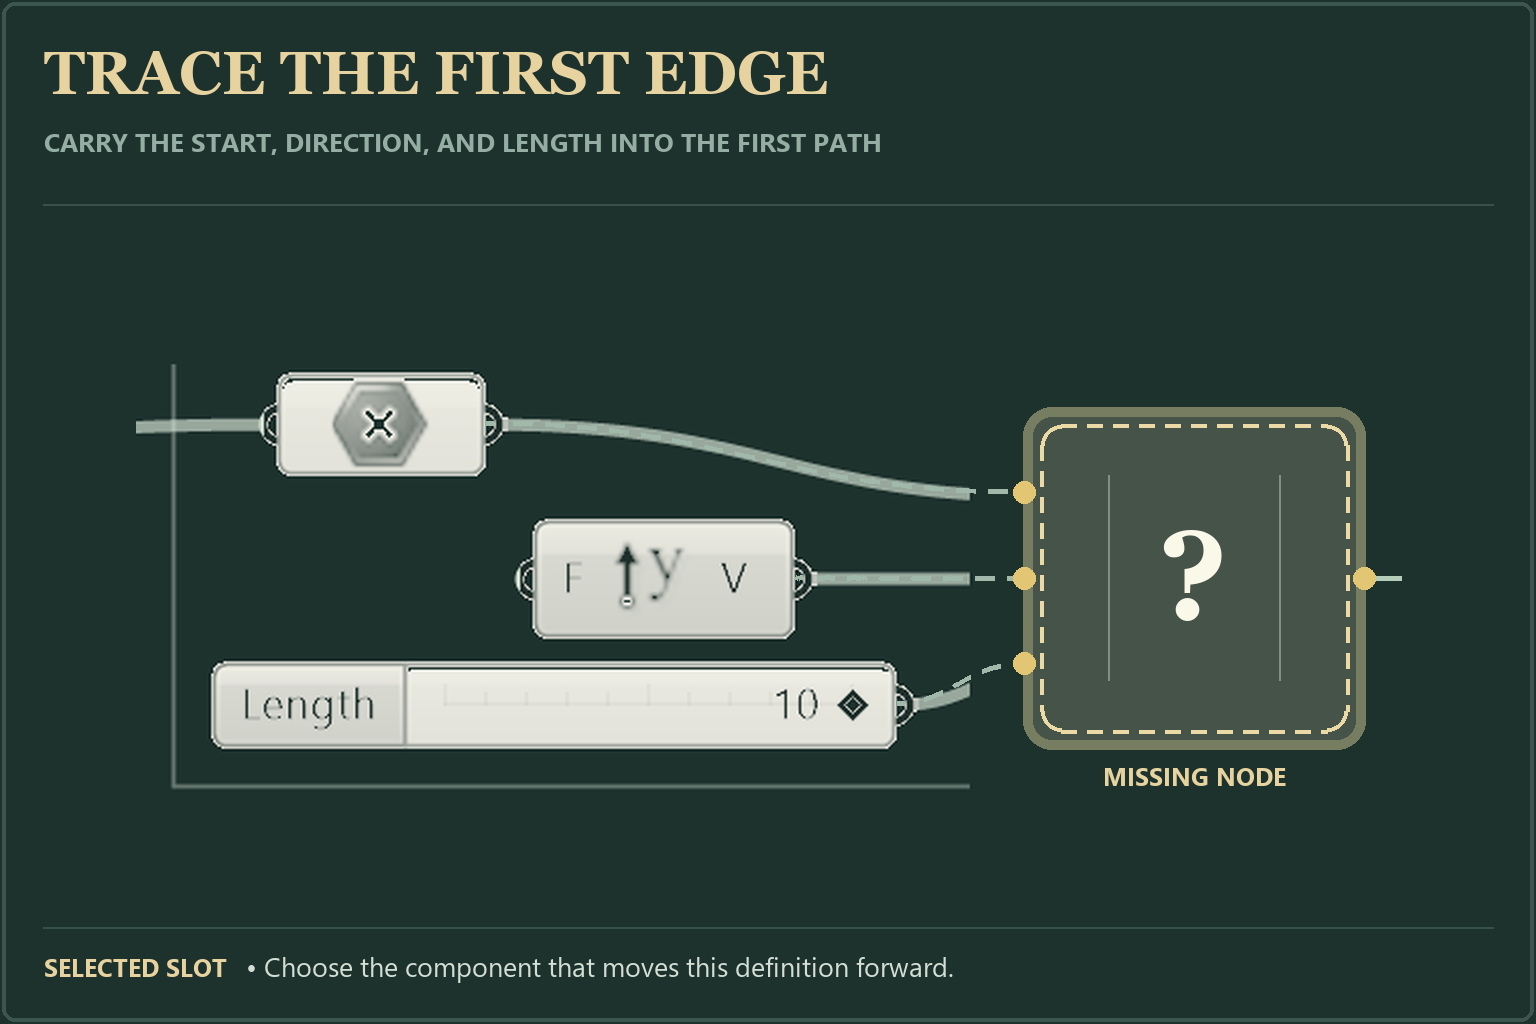 TRACE THE FIRST EDGE
CARRY THE START, DIRECTION, AND LENGTH INTO THE FIRST PATH
F y V
Length 10
?
MISSING NODE
SELECTED SLOT • Choose the component that moves this definition forward.